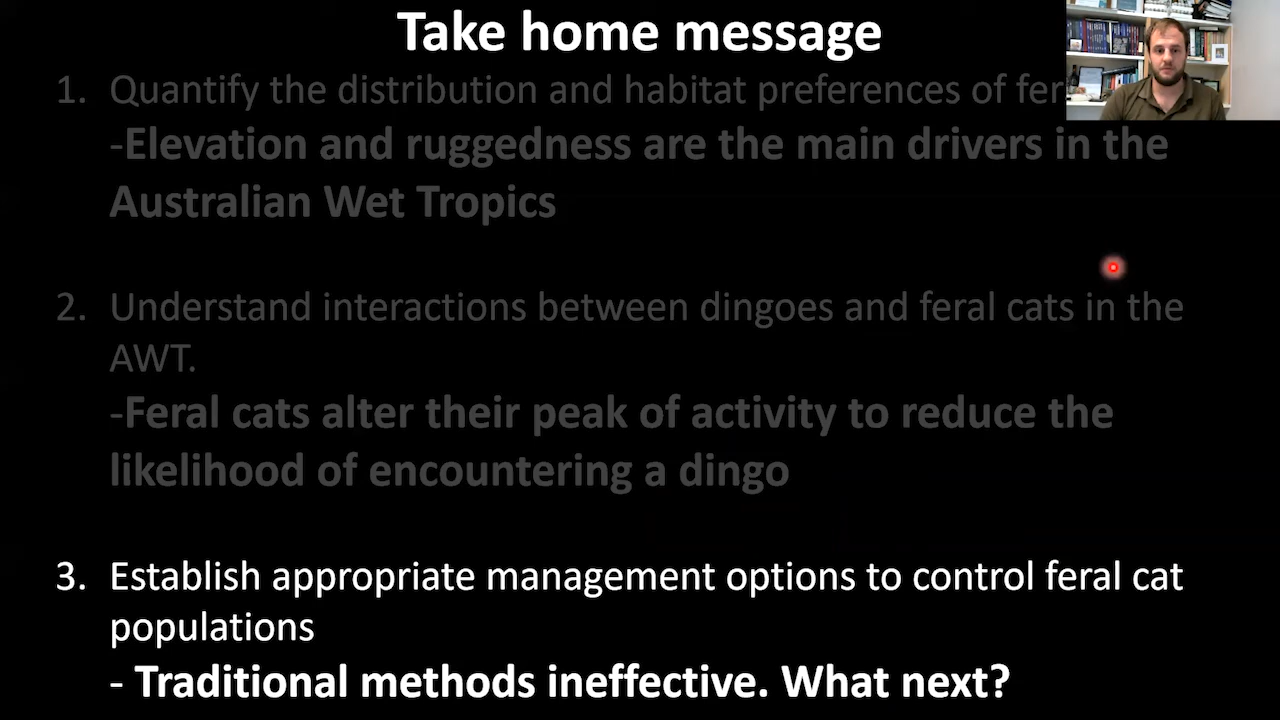 Take home message
1. Quantify the distribution and habitat preferences of
-Elevation and ruggedness are the main drivers in the
Australian Wet Tropics
2. Understand interactions between dingoes and feral cats in the
AWT.
-Feral cats alter their peak of activity to reduce the
likelihood of encountering a dingo
3. Establish appropriate management options to control feral cat
populations
- Traditional methods ineffective. What next?